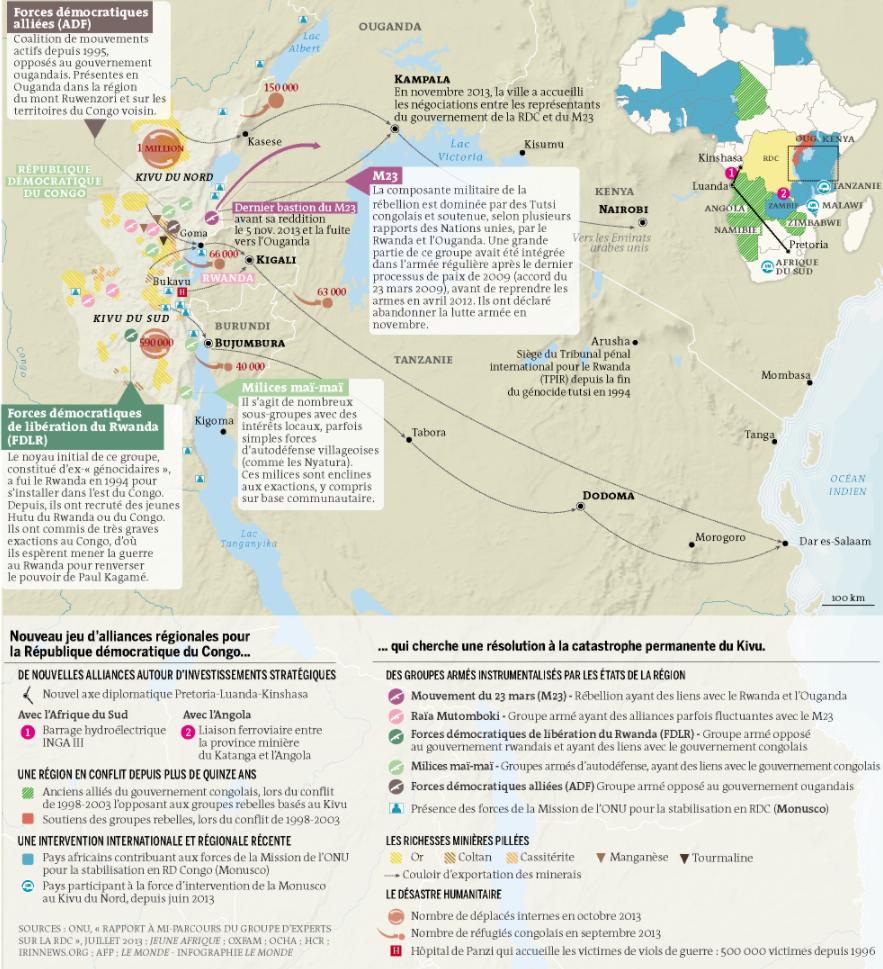 Forces démocratiques
alliées (ADF)
Coalition de mouvements
actifs depuis 1995,
opposés au gouvernement
ougandais. Présentes en
Ouganda dans la région
du mont Ruwenzori et sur les
territoires du Congo voisin.
Lac
Albert
OUGANDA
150 000
KAMPALA
En novembre 2013, la ville a accueilli
les négociations entre les représentants
du gouvernement de la RDC et du M23
Kasese
1 MILLION
KIVU DU NORD
RÉPUBLIQUE
DÉMOCRATIQUE
DU CONGO
Lac
Victoria
Kisumu
KENYA
NAIROBI
Vers les Emirats
arabes unis
M23
La composante militaire de la
rébellion est dominée par des Tutsi
congolais et soutenue, selon plusieurs
rapports des Nations unies, par le
Rwanda et l'Ouganda. Une grande
partie de ce groupe avait été intégrée
dans l'armée régulière après le dernier
processus de paix de 2009 (accord du
23 mars 2009), avant de reprendre les
armes en avril 2012. Ils ont déclaré
abandonner la lutte armée en
novembre.
Dernier bastion du M23
avant sa reddition
le 5 nov. 2013 et la fuite
vers l'Ouganda
Goma
66 000
KIGALI
RWANDA
Bukavu
H
63 000
KIVU DU SUD
590 000
BURUNDI
BUJUMBURA
40 000
TANZANIE
Congo
Arusha
Siège du Tribunal pénal
international pour le Rwanda
(TPIR) depuis la fin
du génocide tutsi en 1994
Mombasa
Tanga
OCÉAN
INDIEN
Milices maï-maï
Il s'agit de nombreux
sous-groupes avec des
intérêts locaux, parfois
simples forces
d'autodéfense villageoises
(comme les Nyatura).
Ces milices sont enclines
aux exactions, y compris
sur base communautaire.
Kigoma
Tabora
DODOMA
Morogoro
Dar es-Salaam
Lac
Tanganyika
100 km
Forces démocratiques
de libération du Rwanda
(FDLR)
Le noyau initial de ce groupe,
constitué d'ex-« génocidaires »,
a fui le Rwanda en 1994 pour
s'installer dans l'est du Congo.
Depuis, ils ont recruté des jeunes
Hutu du Rwanda ou du Congo.
Ils ont commis de très graves
exactions au Congo, d'où
ils espèrent mener la guerre
au Rwanda pour renverser
le pouvoir de Paul Kagamé.
OUG. KENYA
Kinshasa
RDC
1
Luanda
2
TANZANIE
ANGOLA
ZAMBIE
MALAWI
NAMIBIE
ZIMBABWE
Pretoria
AFRIQUE
DU SUD
Nouveau jeu d'alliances régionales pour
la République démocratique du Congo...
DE NOUVELLES ALLIANCES AUTOUR D'INVESTISSEMENTS STRATÉGIQUES
Nouvel axe diplomatique Pretoria-Luanda-Kinshasa
Avec l'Afrique du Sud
1 Barrage hydroélectrique
INGA III
Avec l'Angola
2 Liaison ferroviaire entre
la province minière
du Katanga et l'Angola
UNE RÉGION EN CONFLIT DEPUIS PLUS DE QUINZE ANS
Anciens alliés du gouvernement congolais, lors du conflit
de 1998-2003 l'opposant aux groupes rebelles basés au Kivu
Soutiens des groupes rebelles, lors du conflit de 1998-2003
UNE INTERVENTION INTERNATIONALE ET RÉGIONALE RÉCENTE
Pays africains contribuant aux forces de la Mission de l'ONU
pour la stabilisation en RD Congo (Monusco)
Pays participant à la force d'intervention de la Monusco
au Kivu du Nord, depuis juin 2013
SOURCES : ONU, « RAPPORT À MI-PARCOURS DU GROUPE D'EXPERTS
SUR LA RDC », JUILLET 2013 ; JEUNE AFRIQUE ; OXFAM ; OCHA ; HCR ;
IRINNEWS.ORG ; AFP ; LE MONDE - INFOGRAPHIE LE MONDE
... qui cherche une résolution à la catastrophe permanente du Kivu.
DES GROUPES ARMÉS INSTRUMENTALISÉS PAR LES ÉTATS DE LA RÉGION
Mouvement du 23 mars (M23) - Rébellion ayant des liens avec le Rwanda et l'Ouganda
Raïa Mutomboki - Groupe armé ayant des alliances parfois fluctuantes avec le M23
Forces démocratiques de libération du Rwanda (FDLR) - Groupe armé opposé
au gouvernement rwandais et ayant des liens avec le gouvernement congolais
Milices maï-maï - Groupes armés d'autodéfense, ayant des liens avec le gouvernement congolais
Forces démocratiques alliées (ADF) Groupe armé opposé au gouvernement ougandais
Présence des forces de la Mission de l'ONU pour la stabilisation en RDC (Monusco)
LES RICHESSES MINIÈRES PILLÉES
Or Coltan Cassitérite Manganèse Tourmaline
Couloir d'exportation des minerais
LE DÉSASTRE HUMANITAIRE
Nombre de déplacés internes en octobre 2013
Nombre de réfugiés congolais en septembre 2013
H Hôpital de Panzi qui accueille les victimes de viols de guerre : 500 000 victimes depuis 1996